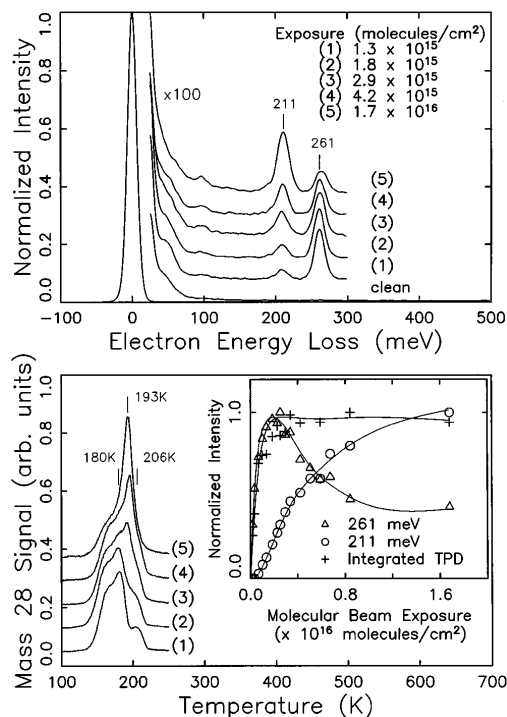 Normalized Intensity
1.0
0.8
0.6
0.4
0.2
0.0
x100
Exposure (molecules/cm²)
(1) 1.3 x 10¹⁵
(2) 1.8 x 10¹⁵
(3) 2.9 x 10¹⁵
(4) 4.2 x 10¹⁵
(5) 1.7 x 10¹⁶
211
261
(5)
(4)
(3)
(2)
(1)
clean
-100 0 100 200 300 400 500
Electron Energy Loss (meV)
Mass 28 Signal (arb. units)
1.0
0.8
0.6
0.4
0.2
0.0
193K
180K
206K
(5)
(4)
(3)
(2)
(1)
Normalized Intensity
1.0
0.0
261 meV
211 meV
Integrated TPD
0.0 0.6 1.2 1.8
Molecular Beam Exposure
(x 10¹⁶ molecules/cm²)
100 200 300 400 500 600 700
Temperature (K)